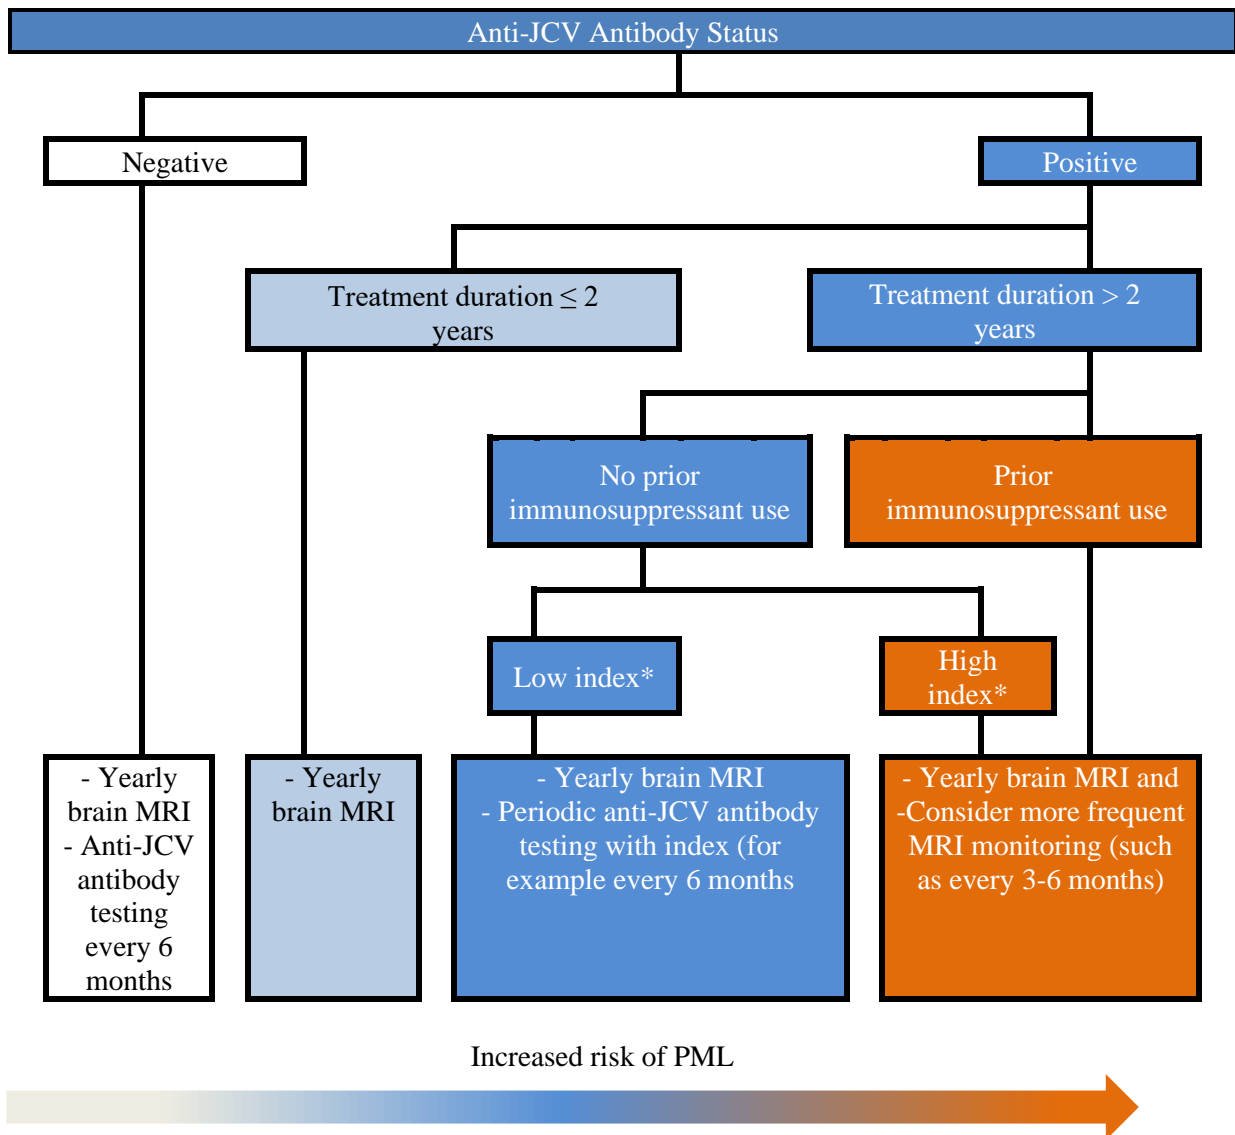 Anti-JCV Antibody Status
Negative
Positive
Treatment duration ≤ 2
years
Treatment duration > 2
years
No prior
immunosuppressant use
Prior
immunosuppressant use
Low index*
High
index*
- Yearly
brain MRI
- Anti-JCV
antibody
testing
every 6
months
- Yearly
brain MRI
- Yearly brain MRI
- Periodic anti-JCV antibody
testing with index (for
example every 6 months
- Yearly brain MRI and
-Consider more frequent
MRI monitoring (such
as every 3-6 months)
Increased risk of PML